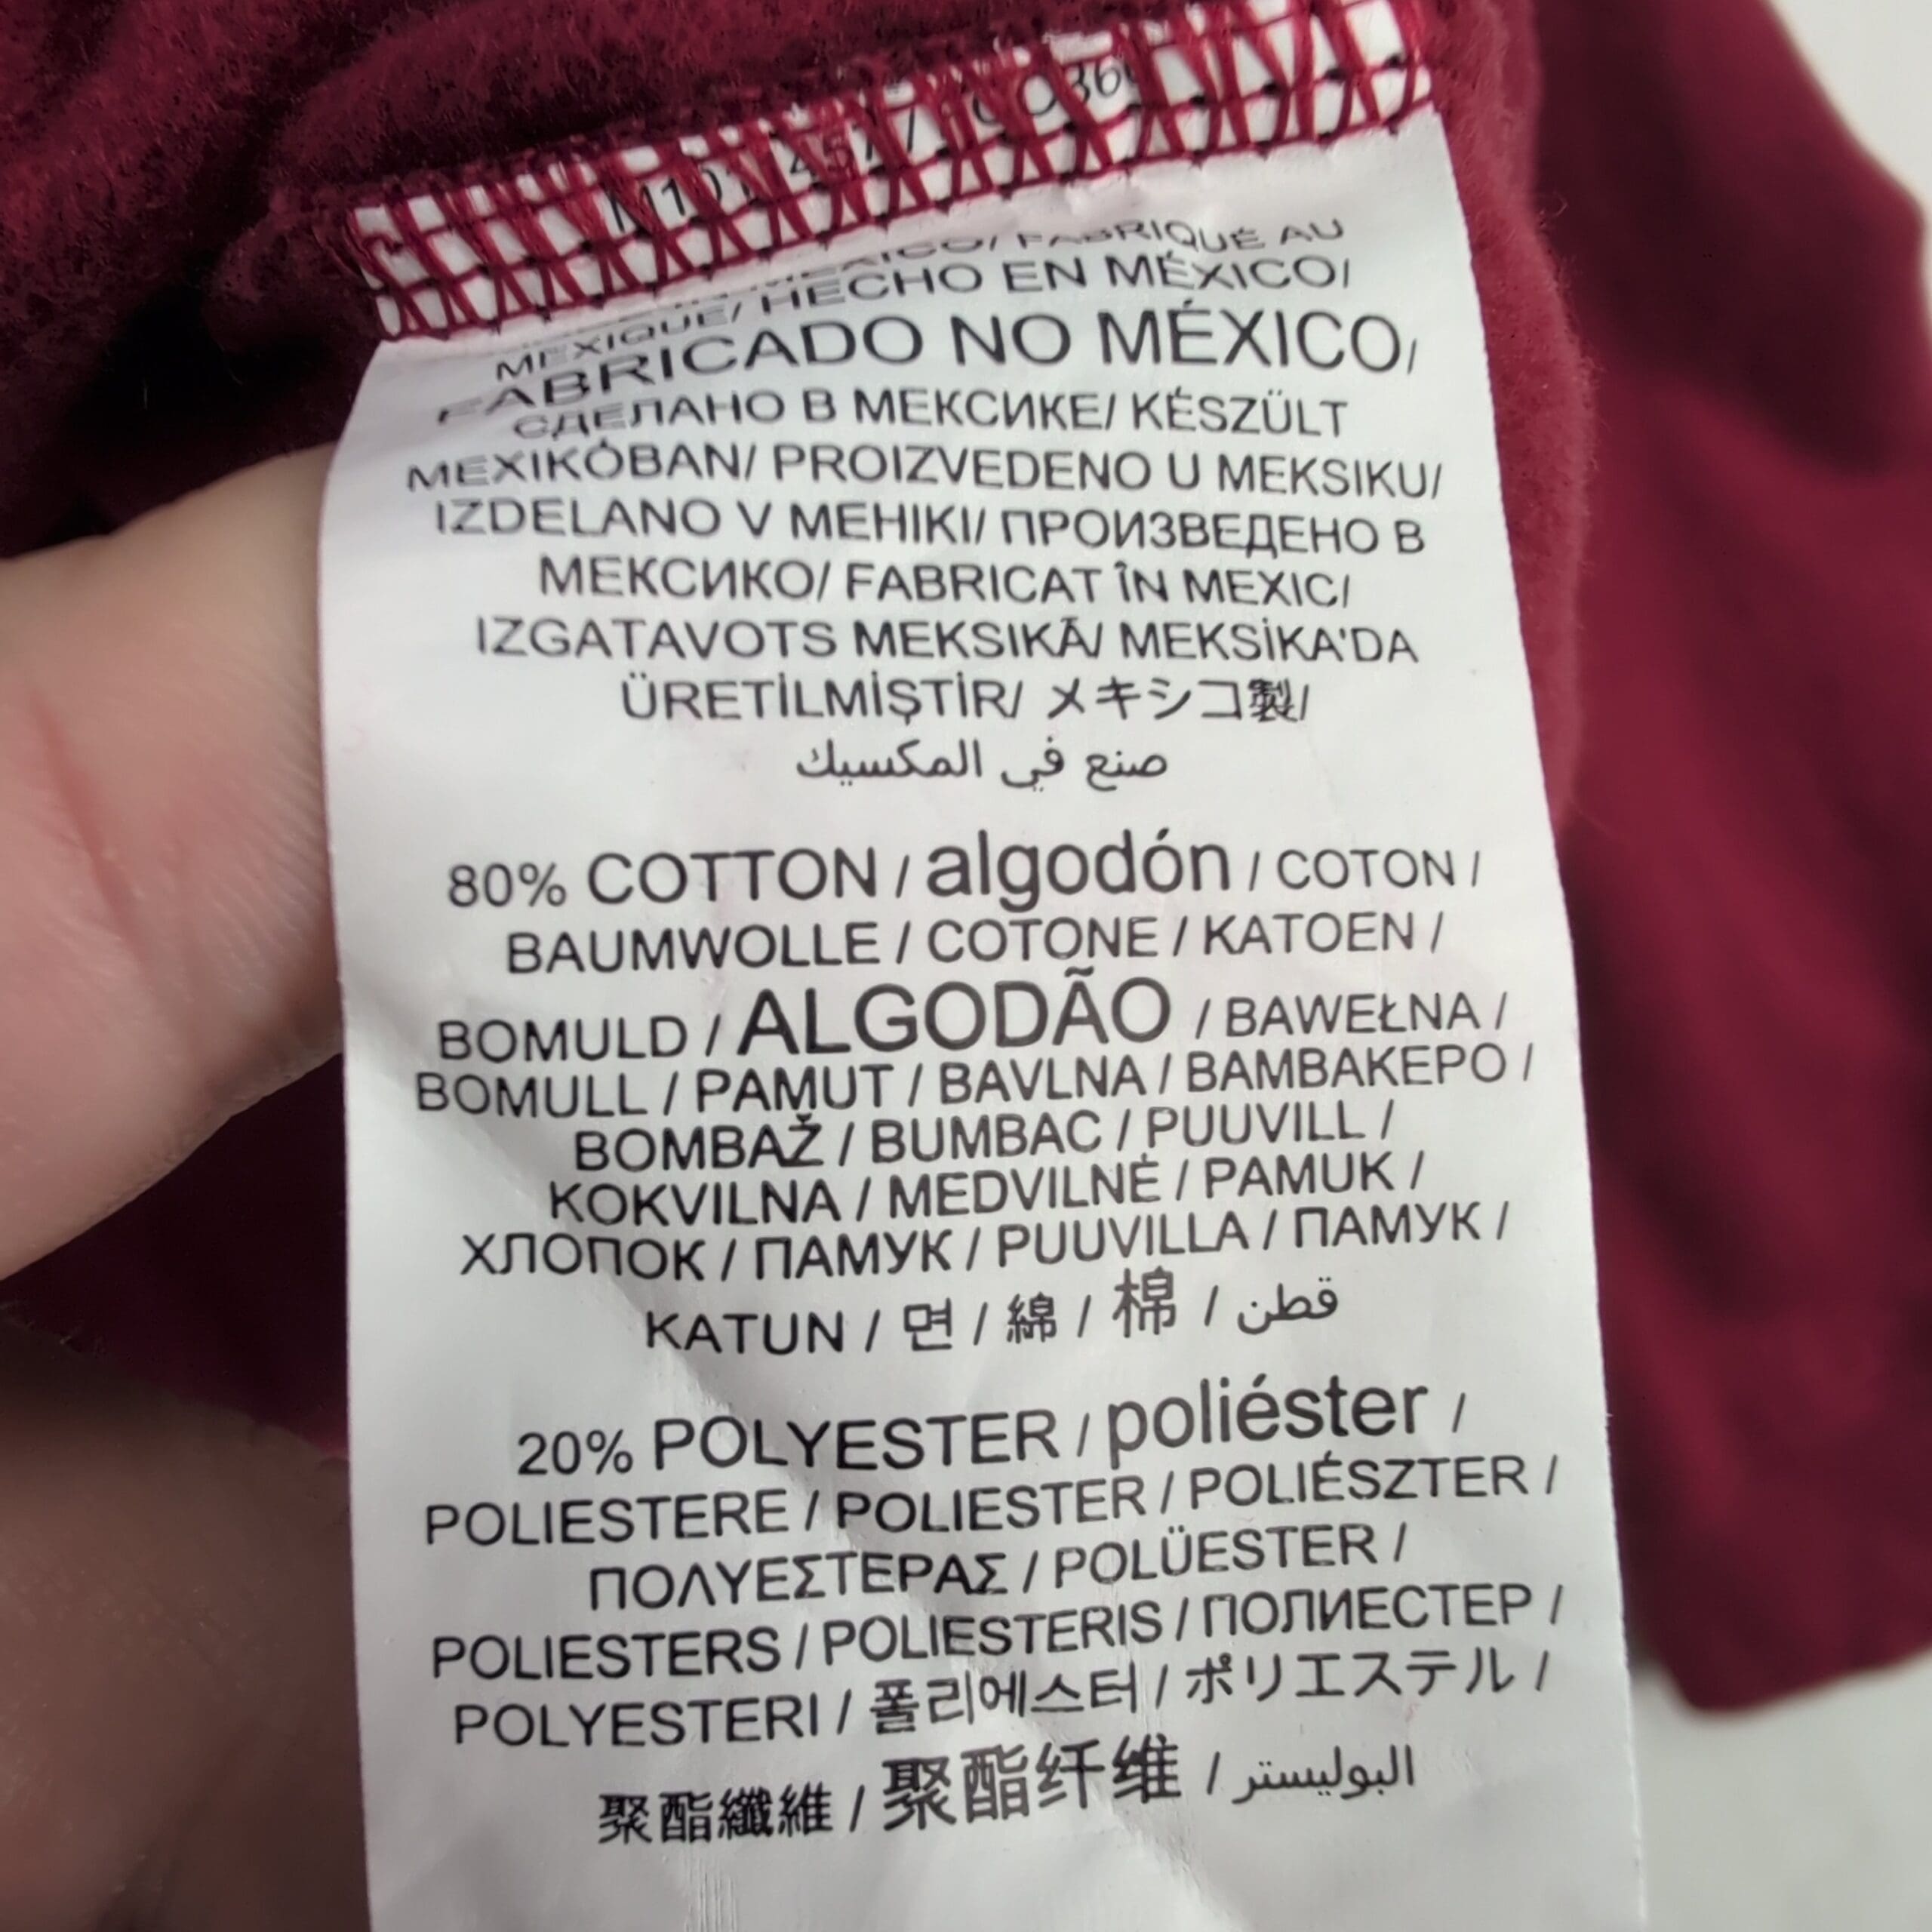 FABRIQUÉ AU
MEXIQUE/ HECHO EN MÉXICO/
FABRICADO NO MÉXICO/
СДЕЛАНО В МЕКСИКЕ/ KÉSZÜLT
MEXIKÓBAN/ PROIZVEDENO U MEKSIKU/
IZDELANO V MEHIKI/ ПРОИЗВЕДЕНО В
МЕКСИКО/ FABRICAT ÎN MEXIC/
IZGATAVOTS MEKSIKĀ/ MEKSİKA'DA
ÜRETİLMİŞTİR/ メキシコ製/
صنع في المكسيك
80% COTTON / algodón / COTON /
BAUMWOLLE / COTONE / KATOEN /
BOMULD / ALGODÃO / BAWEŁNA /
BOMULL / PAMUT / BAVLNA / BAMBAKEPO /
BOMBAŽ / BUMBAC / PUUVILL /
KOKVILNA / MEDVILNĖ / PAMUK /
ХЛОПОК / ПАМУК / PUUVILLA / ПАМУК /
KATUN / 면 / 綿 / 棉 / قطن
20% POLYESTER / poliéster /
POLIESTERE / POLIESTER / POLIÉSZTER /
ΠΟΛΥΕΣΤΕΡΑΣ / POLÜESTER /
POLIESTERS / POLIESTERIS / ПОЛИЕСТЕР /
POLYESTERI / 폴리에스터 / ポリエステル /
聚酯纖維 / 聚酯纤维 / البوليستر